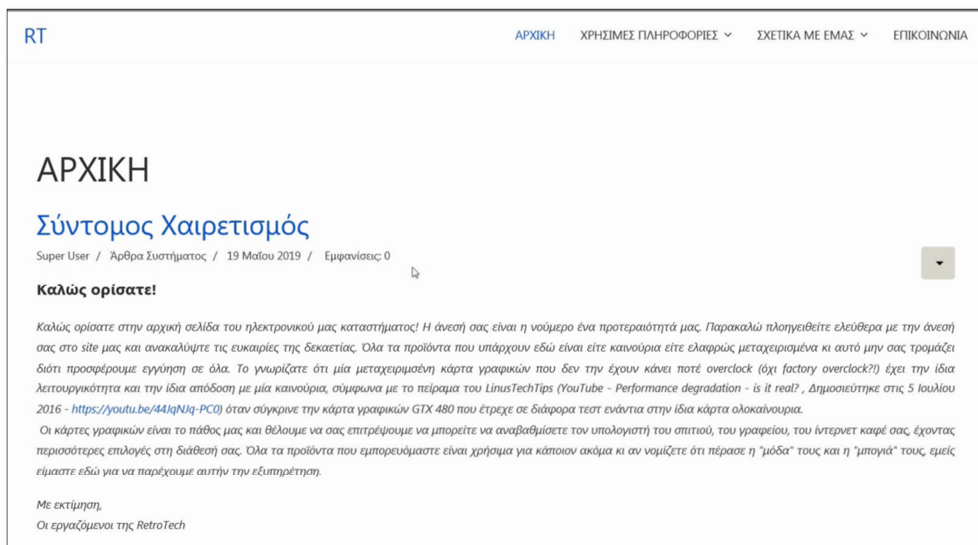 RT
ΑΡΧΙΚΗ ΧΡΗΣΙΜΕΣ ΠΛΗΡΟΦΟΡΙΕΣ ΣΧΕΤΙΚΑ ΜΕ ΕΜΑΣ ΕΠΙΚΟΙΝΩΝΙΑ
ΑΡΧΙΚΗ
Σύντομος Χαιρετισμός
Super User / Άρθρα Συστήματος / 19 Μαΐου 2019 / Εμφανίσεις: 0
Καλώς ορίσατε!
Καλώς ορίσατε στην αρχική σελίδα του ηλεκτρονικού μας καταστήματος! Η άνεσή σας είναι η νούμερο ένα προτεραιότητά μας. Παρακαλώ πλοηγειθείτε ελεύθερα με την άνεσή
σας στο site μας και ανακαλύψτε τις ευκαιρίες της δεκαετίας. Όλα τα προϊόντα που υπάρχουν εδώ είναι είτε καινούρια είτε ελαφρώς μεταχειρισμένα κι αυτό μην σας τρομάζει
διότι προσφέρουμε εγγύηση σε όλα. Το γνωρίζατε ότι μία μεταχειριμσένη κάρτα γραφικών που δεν την έχουν κάνει ποτέ overclock (όχι factory overclock?!) έχει την ίδια
λειτουργικότητα και την ίδια απόδοση με μία καινούρια, σύμφωνα με το πείραμα του LinusTechTips (YouTube - Performance degradation - is it real? , Δημοσιεύτηκε στις 5 Ιουλίου
2016 - https://youtu.be/44JqNJq-PC0) όταν σύγκρινε την κάρτα γραφικών GTX 480 που έτρεχε σε διάφορα τεστ ενάντια στην ίδια κάρτα ολοκαίνουρια.
Οι κάρτες γραφικών είναι το πάθος μας και θέλουμε να σας επιτρέψουμε να μπορείτε να αναβαθμίσετε τον υπολογιστή του σπιτιού, του γραφείου, του ίντερνετ καφέ σας, έχοντας
περισσότερες επιλογές στη διάθεσή σας. Όλα τα προϊόντα που εμπορευόμαστε είναι χρήσιμα για κάποιον ακόμα κι αν νομίζετε ότι πέρασε η "μόδα" τους και η "μπογιά" τους, εμείς
είμαστε εδώ για να παρέχουμε αυτήν την εξυπηρέτηση.
Με εκτίμηση,
Οι εργαζόμενοι της RetroTech